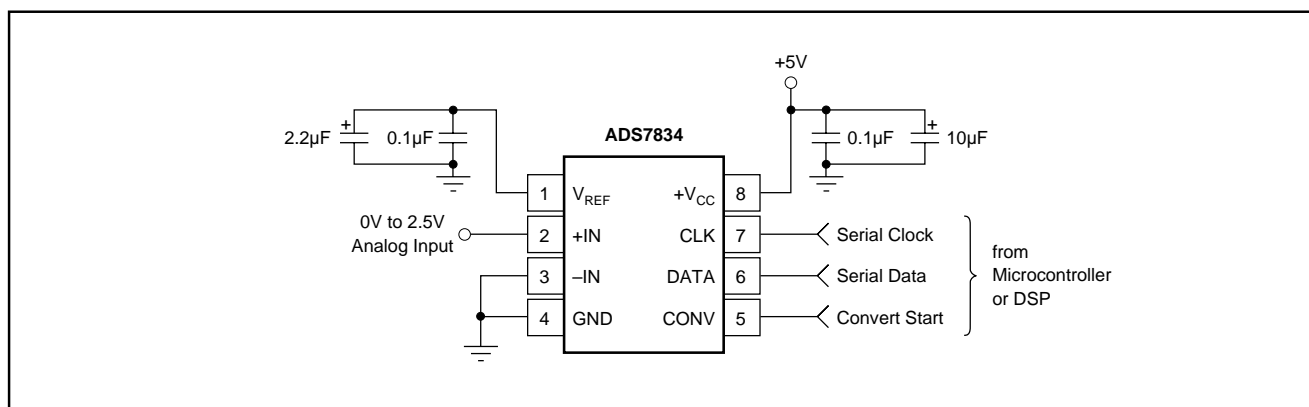 +5V
2.2µF
+
0.1µF
ADS7834
0.1µF
+
10µF
1
VREF
+VCC
8
0V to 2.5V
Analog Input
2
+IN
CLK
7
Serial Clock
3
–IN
DATA
6
Serial Data
4
GND
CONV
5
Convert Start
from
Microcontroller
or DSP